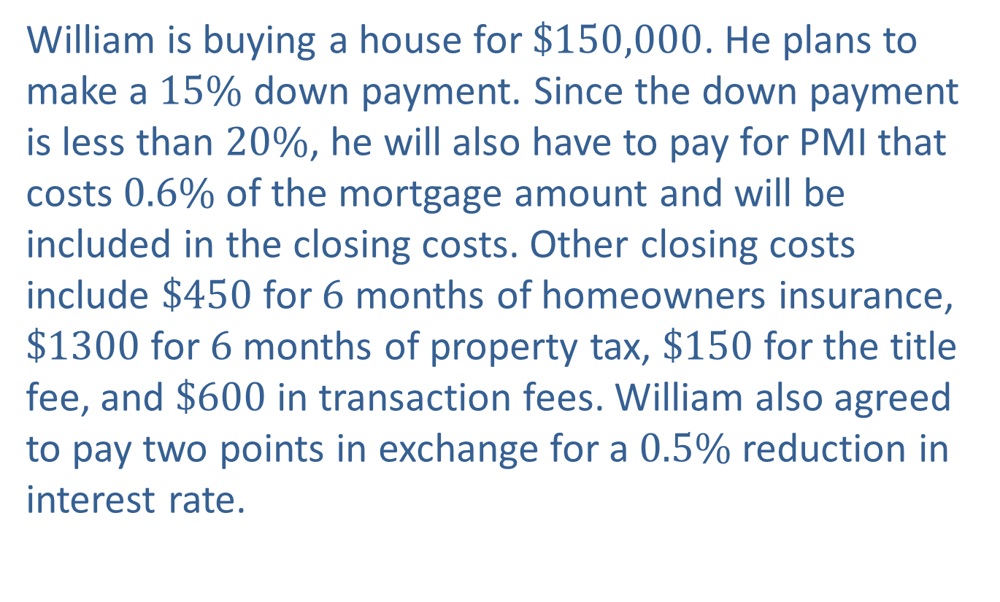 William is buying a house for $150,000. He plans to
make a 15% down payment. Since the down payment
is less than 20%, he will also have to pay for PMI that
costs 0.6% of the mortgage amount and will be
included in the closing costs. Other closing costs
include $450 for 6 months of homeowners insurance,
$1300 for 6 months of property tax, $150 for the title
fee, and $600 in transaction fees. William also agreed
to pay two points in exchange for a 0.5% reduction in
interest rate.